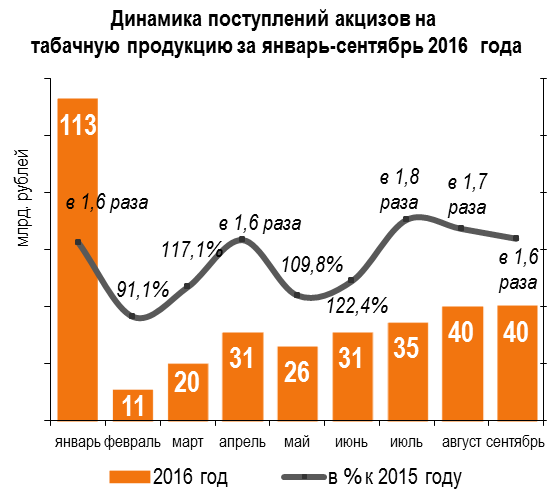 Динамика поступлений акцизов на
табачную продукцию за январь-сентябрь 2016 года
млрд. рублей
113
11
20
31
26
31
35
40
40
в 1,6 раза
91,1%
117,1%
в 1,6 раза
109,8%
122,4%
в 1,8
раза
в 1,7
раза
в 1,6
раза
январь февраль март апрель май июнь июль август сентябрь
2016 год в % к 2015 году